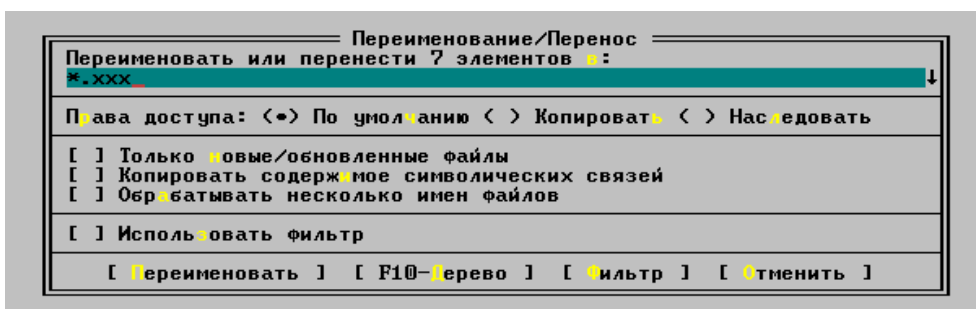 Переименование/Перенос
Переименовать или перенести 7 элементов в:
*.xxx_ ↓
Права доступа: (•) По умолчанию ( ) Копировать ( ) Наследовать
[ ] Только новые/обновленные файлы
[ ] Копировать содержимое символических связей
[ ] Обрабатывать несколько имен файлов
[ ] Использовать фильтр
[ Переименовать ] [ F10-Дерево ] [ Фильтр ] [ Отменить ]